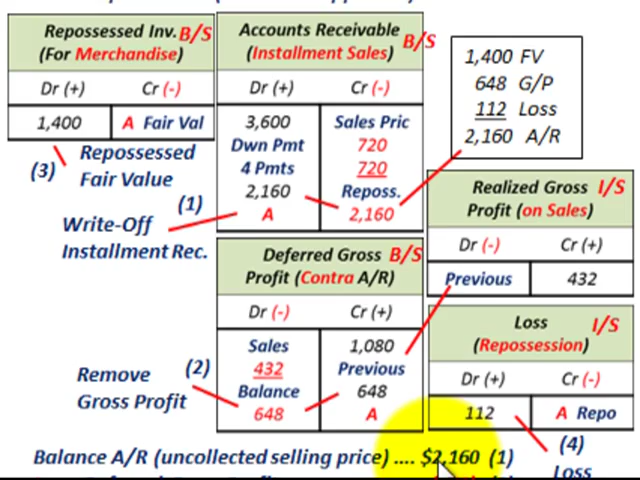 Repossessed Inv. B/S
(For Merchandise)
Dr (+) Cr (-)
1,400 A Fair Val
(3) Repossessed
Fair Value
(1)
Write-Off
Installment Rec.
Accounts Receivable
(Installment Sales) B/S
Dr (+) Cr (-)
3,600 Sales Pric
Dwn Pmt 720
4 Pmts 720
2,160 Reposs.
A 2,160
1,400 FV
648 G/P
112 Loss
2,160 A/R
Realized Gross I/S
Profit (on Sales)
Dr (-) Cr (+)
Previous 432
Deferred Gross B/S
Profit (Contra A/R)
Dr (-) Cr (+)
Sales 1,080
432 Previous
Balance 648
648 A
(2)
Remove
Gross Profit
Loss I/S
(Repossession)
Dr (+) Cr (-)
112 A Repo
(4)
Loss
Balance A/R (uncollected selling price) .... $2,160 (1)